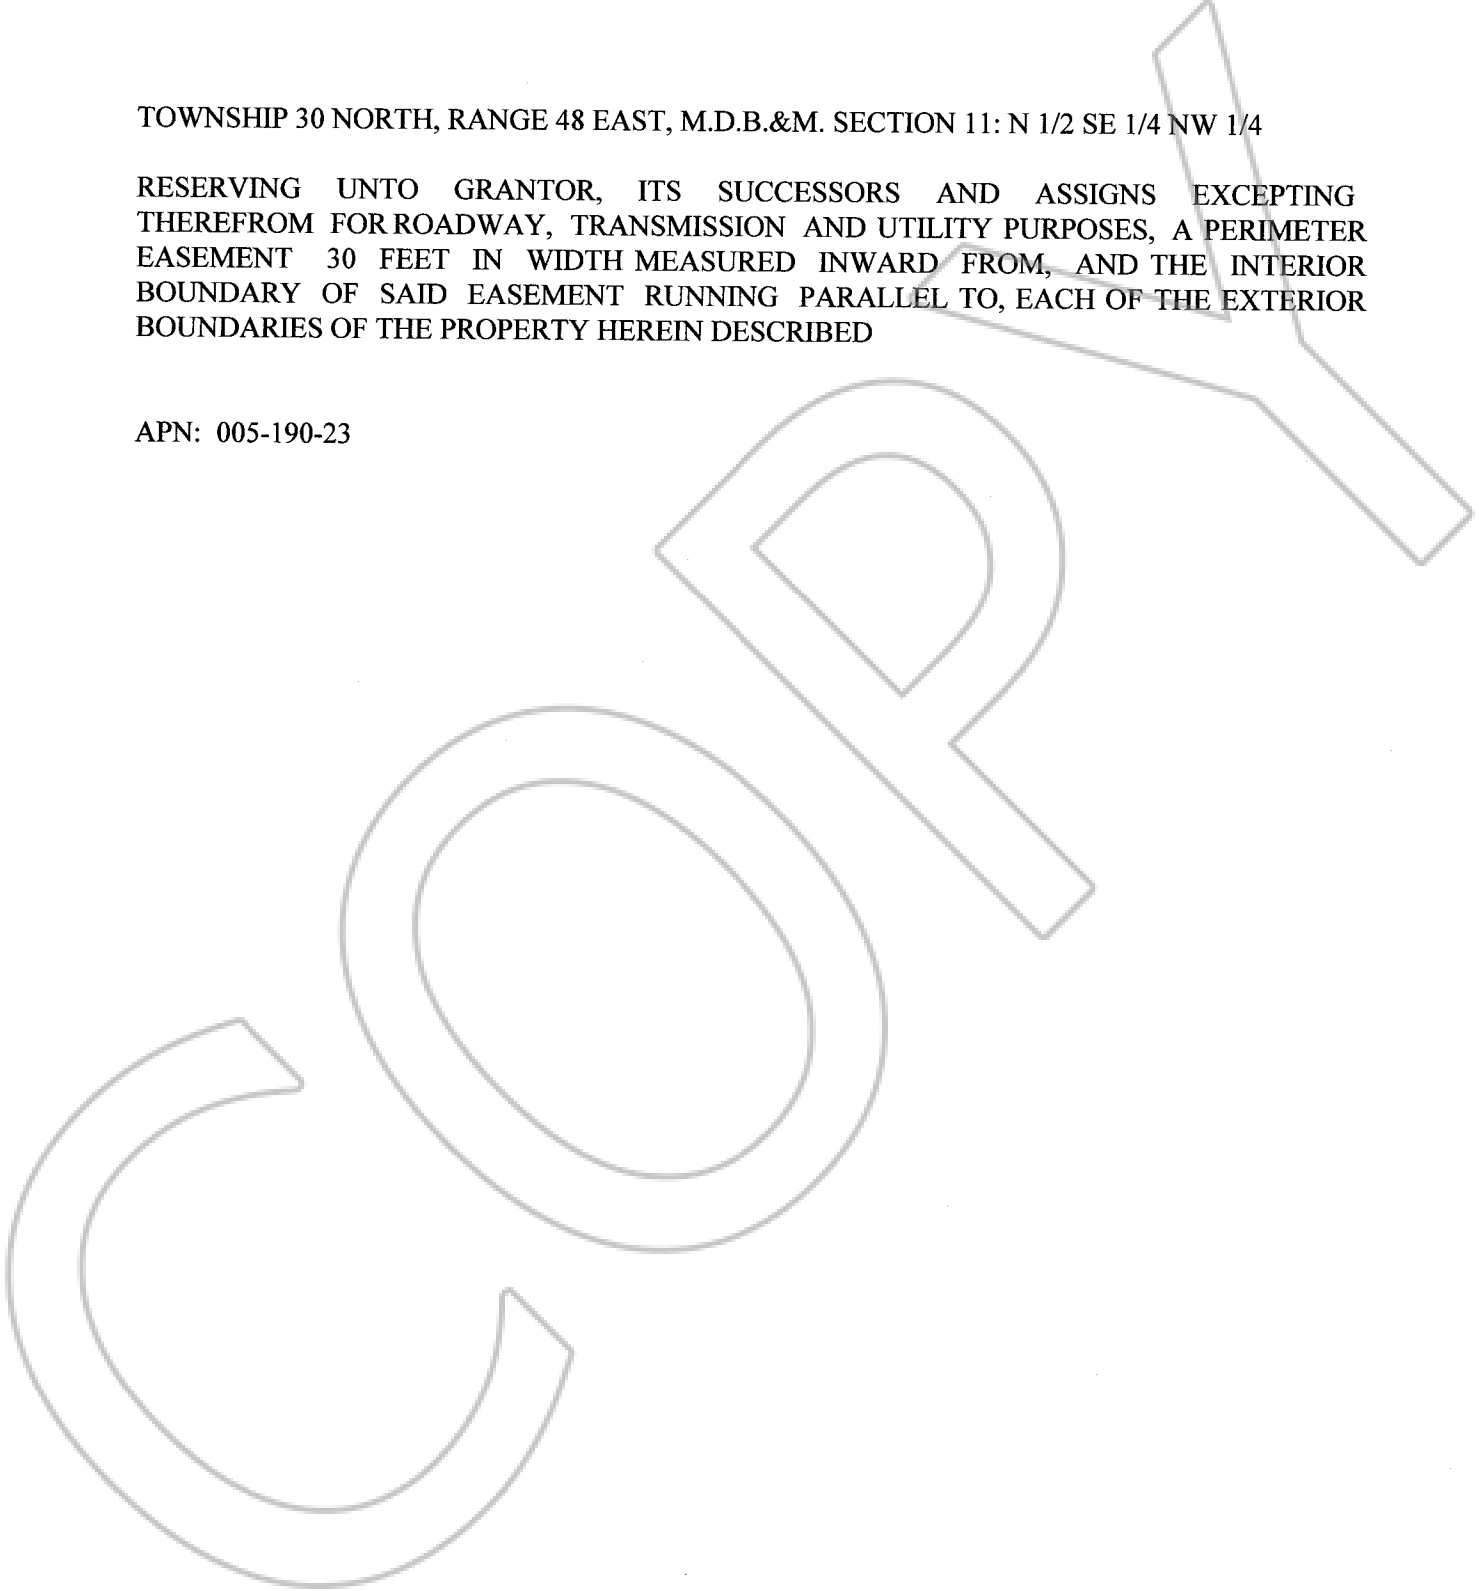 TOWNSHIP 30 NORTH, RANGE 48 EAST, M.D.B.&M. SECTION 11: N 1/2 SE 1/4 NW 1/4
RESERVING UNTO GRANTOR, ITS SUCCESSORS AND ASSIGNS EXCEPTING
THEREFROM FOR ROADWAY, TRANSMISSION AND UTILITY PURPOSES, A PERIMETER
EASEMENT 30 FEET IN WIDTH MEASURED INWARD FROM, AND THE INTERIOR
BOUNDARY OF SAID EASEMENT RUNNING PARALLEL TO, EACH OF THE EXTERIOR
BOUNDARIES OF THE PROPERTY HEREIN DESCRIBED
APN: 005-190-23
COPY